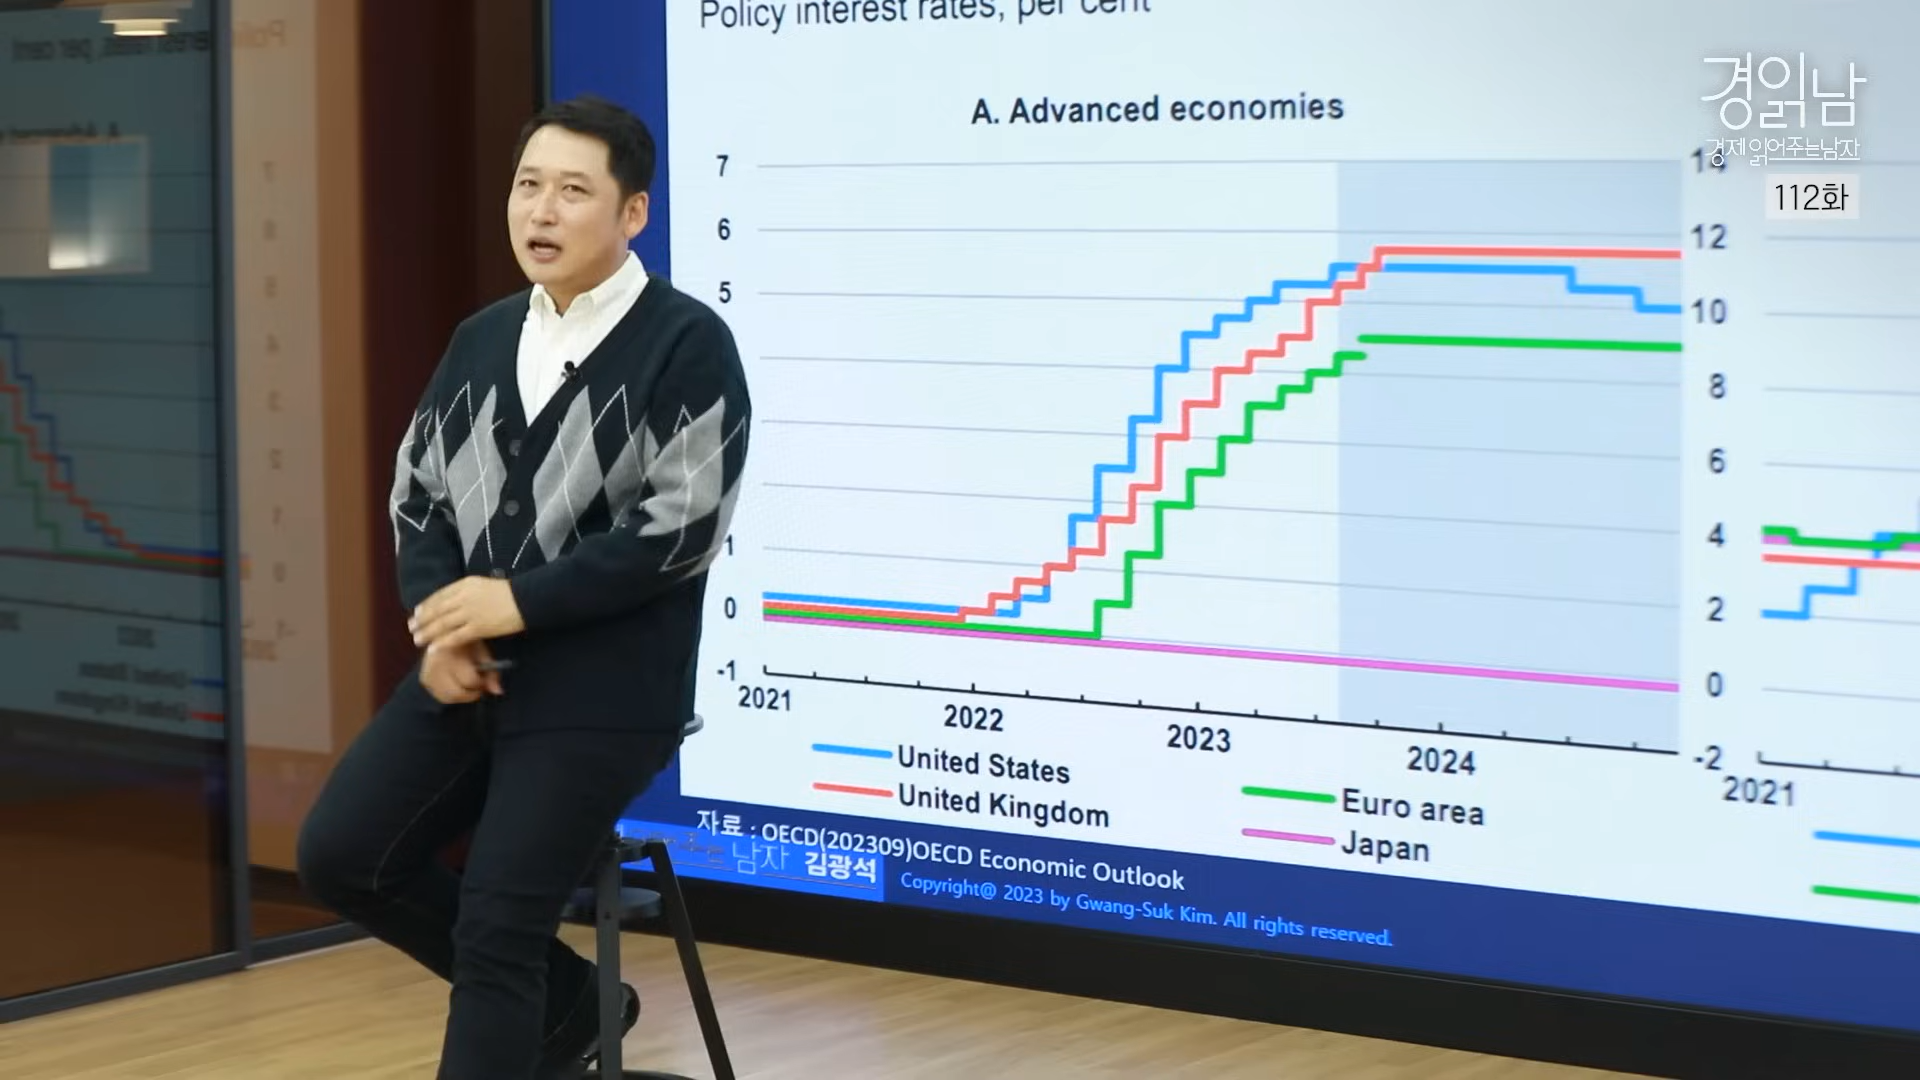 Policy interest rates, per cent
경읽남
경제 읽어주는남자
112화
A. Advanced economies
7
6
5
1
0
-1
2021
2022
2023
2024
14
12
10
8
6
4
2
0
-2
2021
United States
United Kingdom
Euro area
Japan
자료 : OECD(202309)OECD Economic Outlook
남자 김광석
Copyright@ 2023 by Gwang-Suk Kim. All rights reserved.